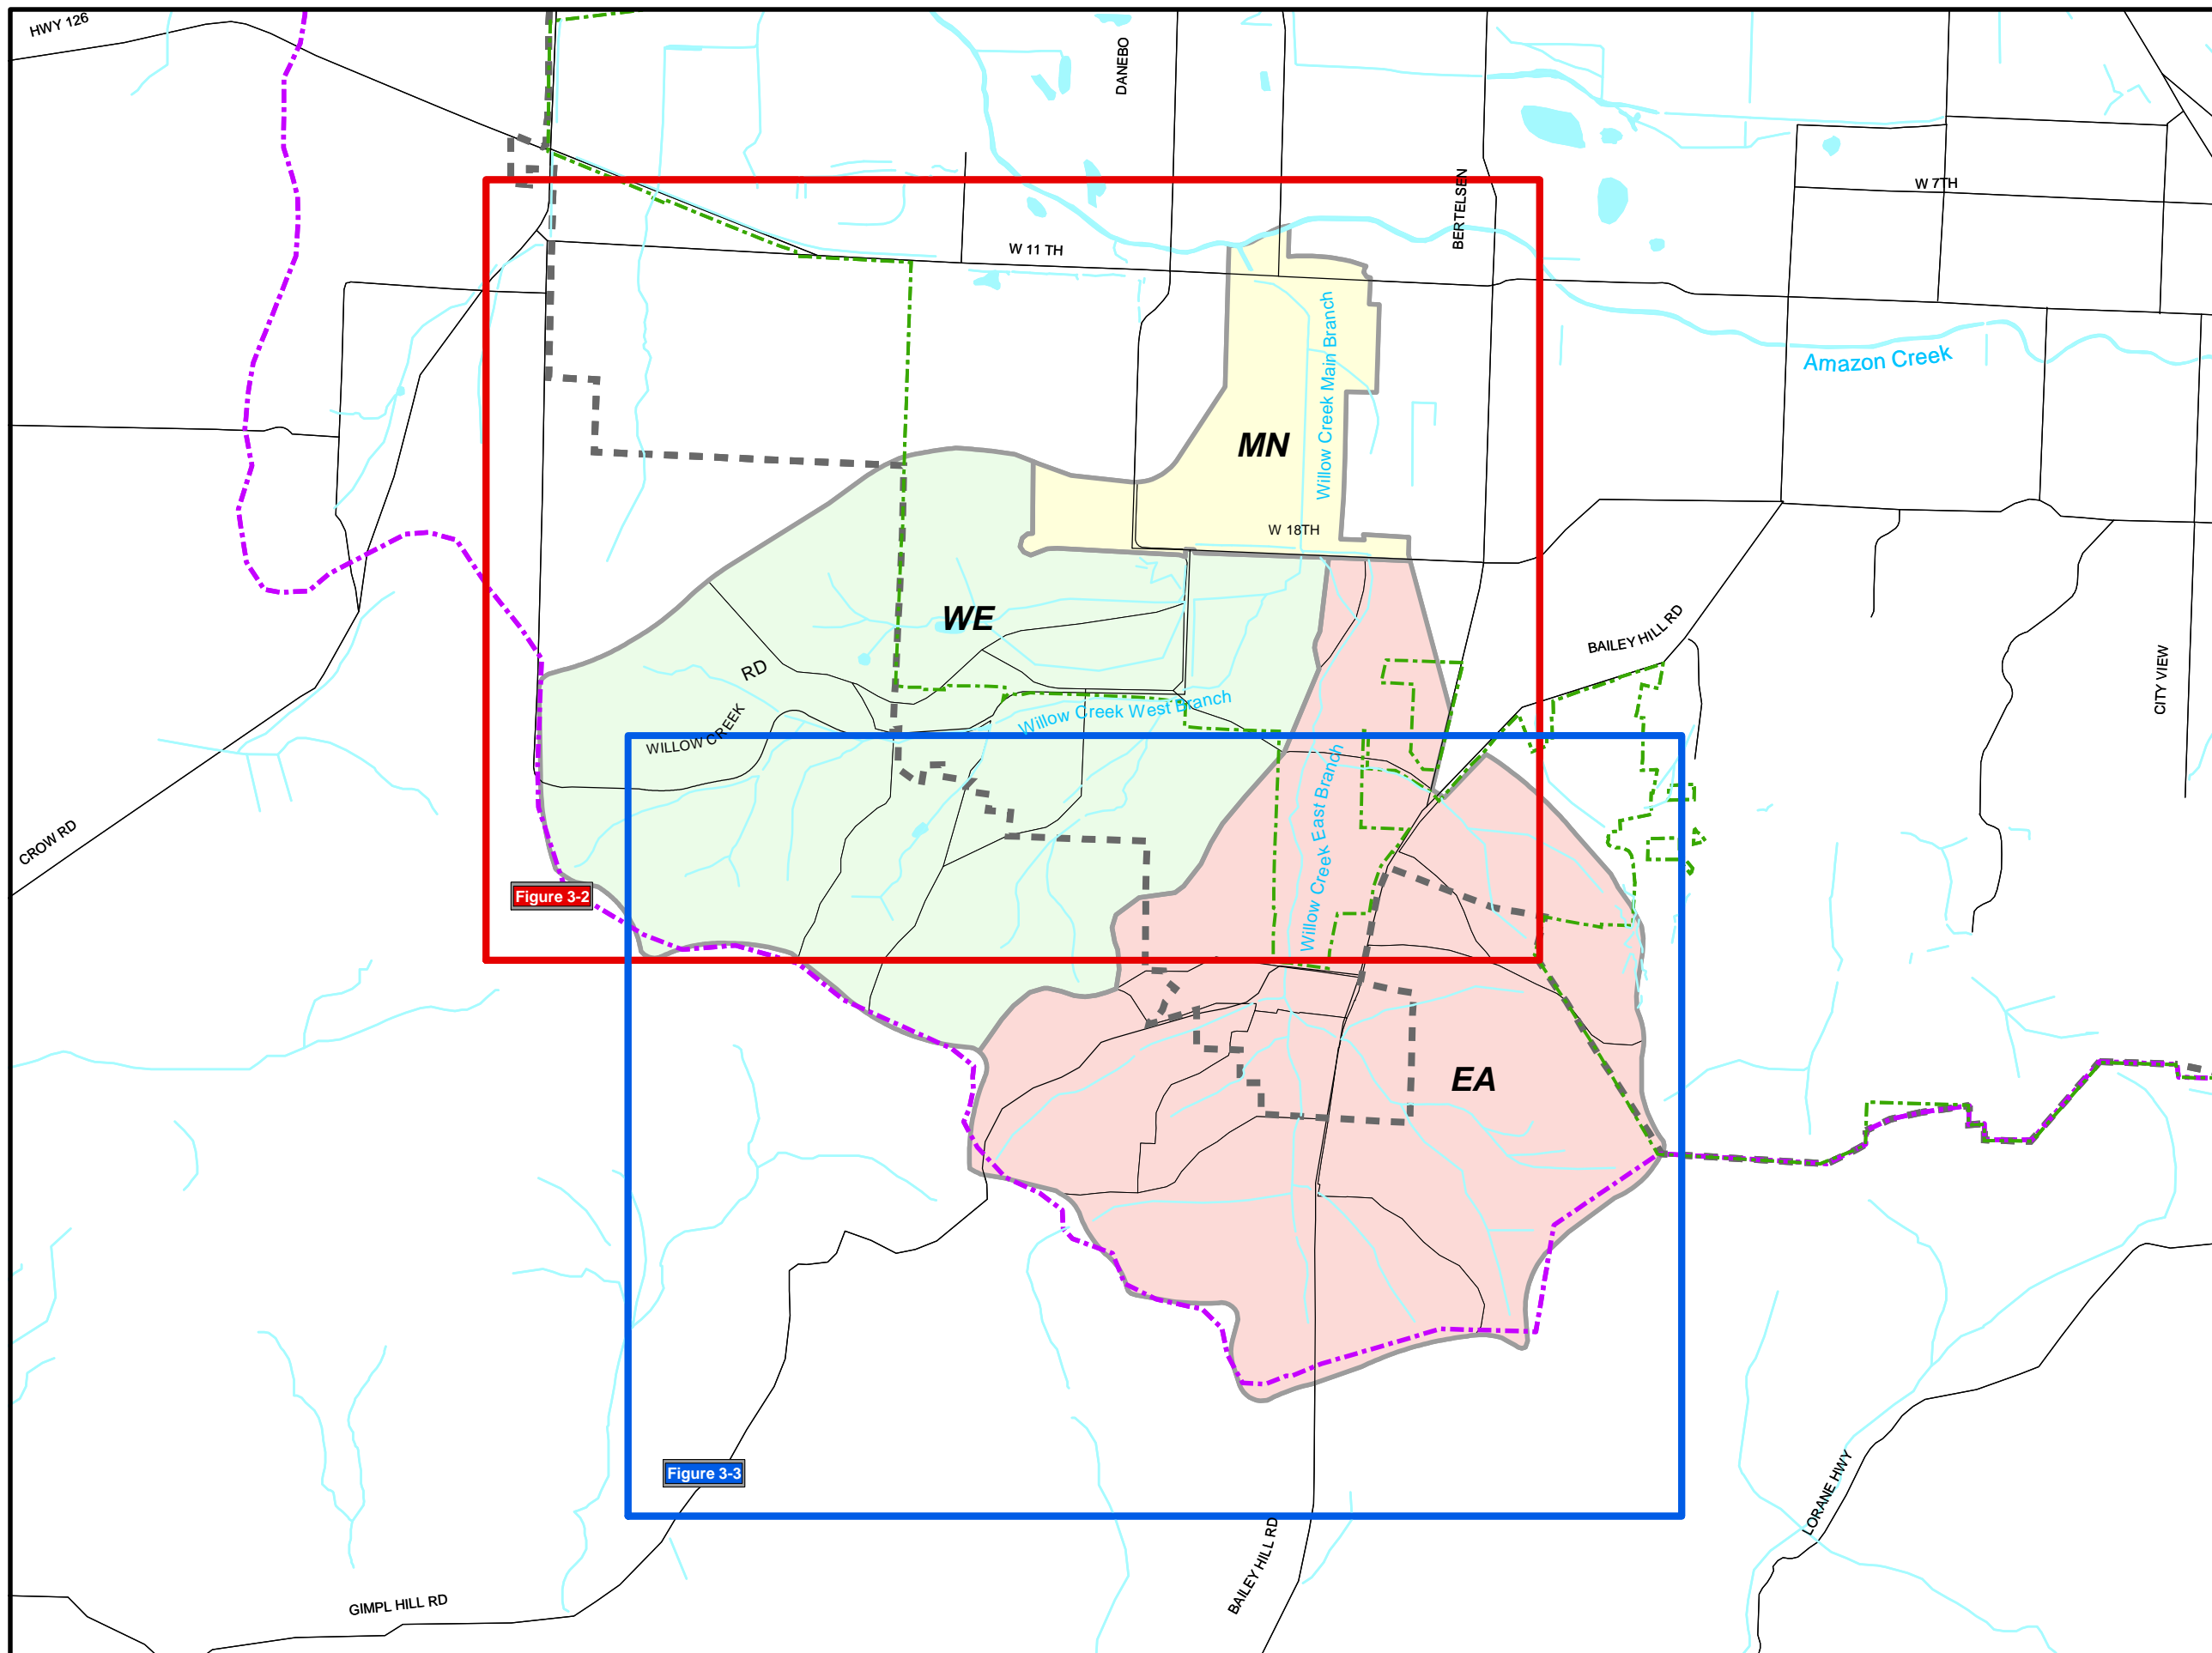 HWY 126
DANEBO
BERTELSEN
W 7TH
W 11 TH
Willow Creek Main Branch
Amazon Creek
MN
W 18TH
WE
BAILEY HILL RD
RD
CITY VIEW
WILLOW CREEK
Willow Creek West Branch
CROW RD
Willow Creek East Branch
Figure 3-2
EA
Figure 3-3
LORANE HWY
BAILEY HILL RD
GIMPL HILL RD